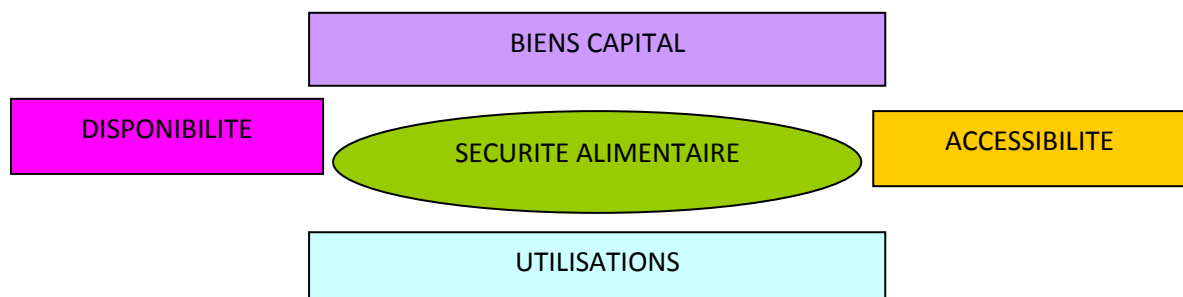 BIENS CAPITAL
DISPONIBILITE
SECURITE ALIMENTAIRE
ACCESSIBILITE
UTILISATIONS